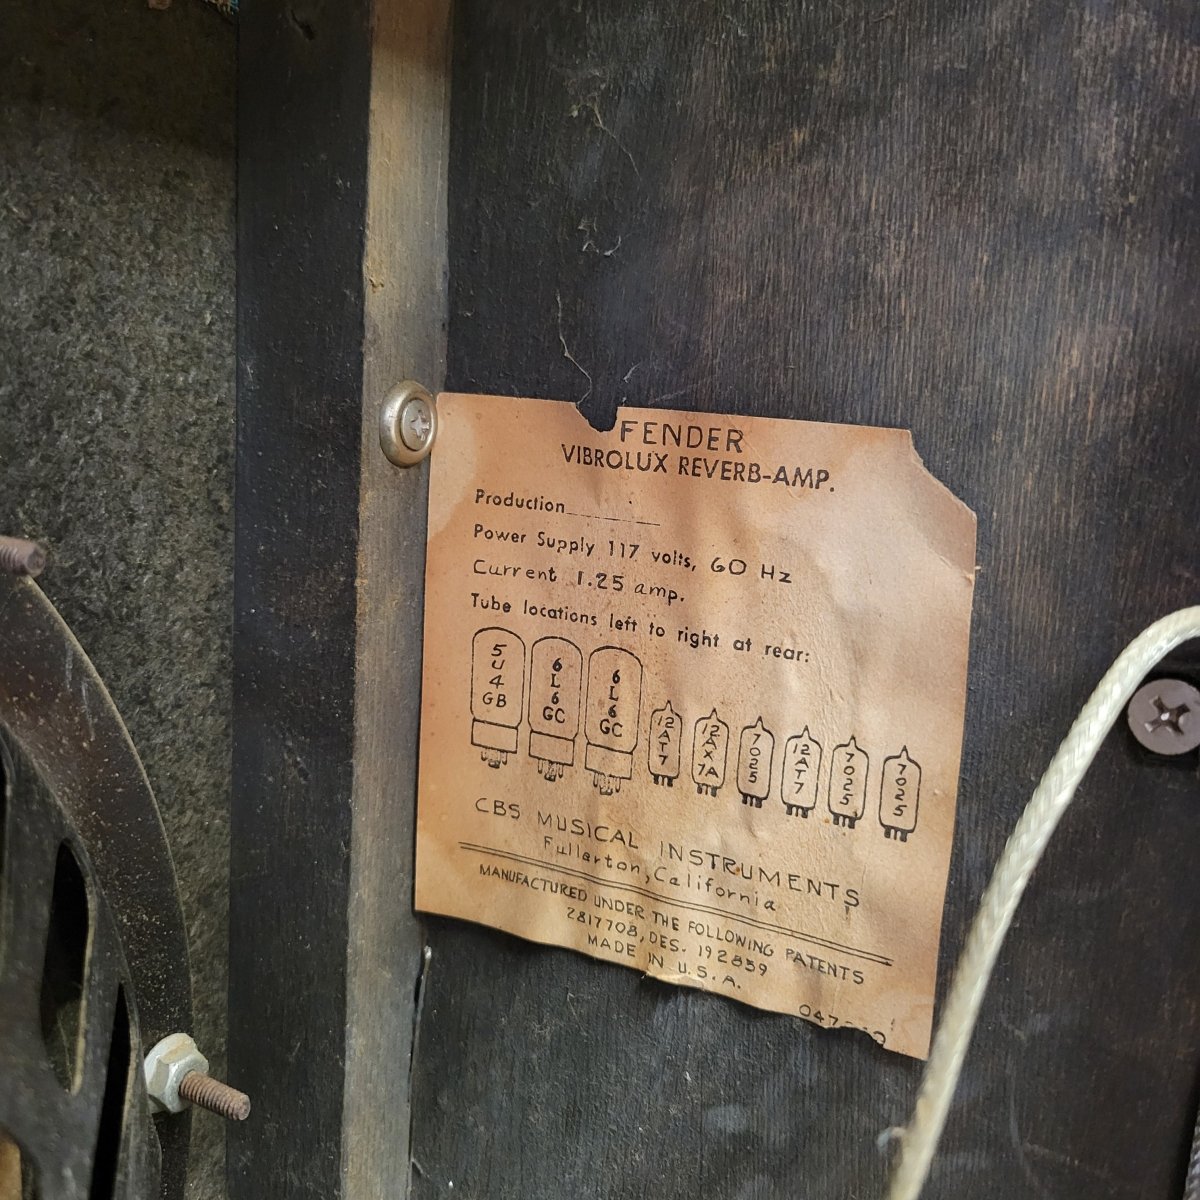 FENDER
VIBROLUX REVERB-AMP.
Production
Power Supply 117 volts, 60 Hz
Current 1.25 amp.
Tube locations left to right at rear:
5U4GB 6L6GC 6L6GC 12AT7 12AX7A 7025 12AT7 7025 7025
CBS MUSICAL INSTRUMENTS
Fullerton, California
MANUFACTURED UNDER THE FOLLOWING PATENTS
2817708, DES. 192859
MADE IN U.S.A.